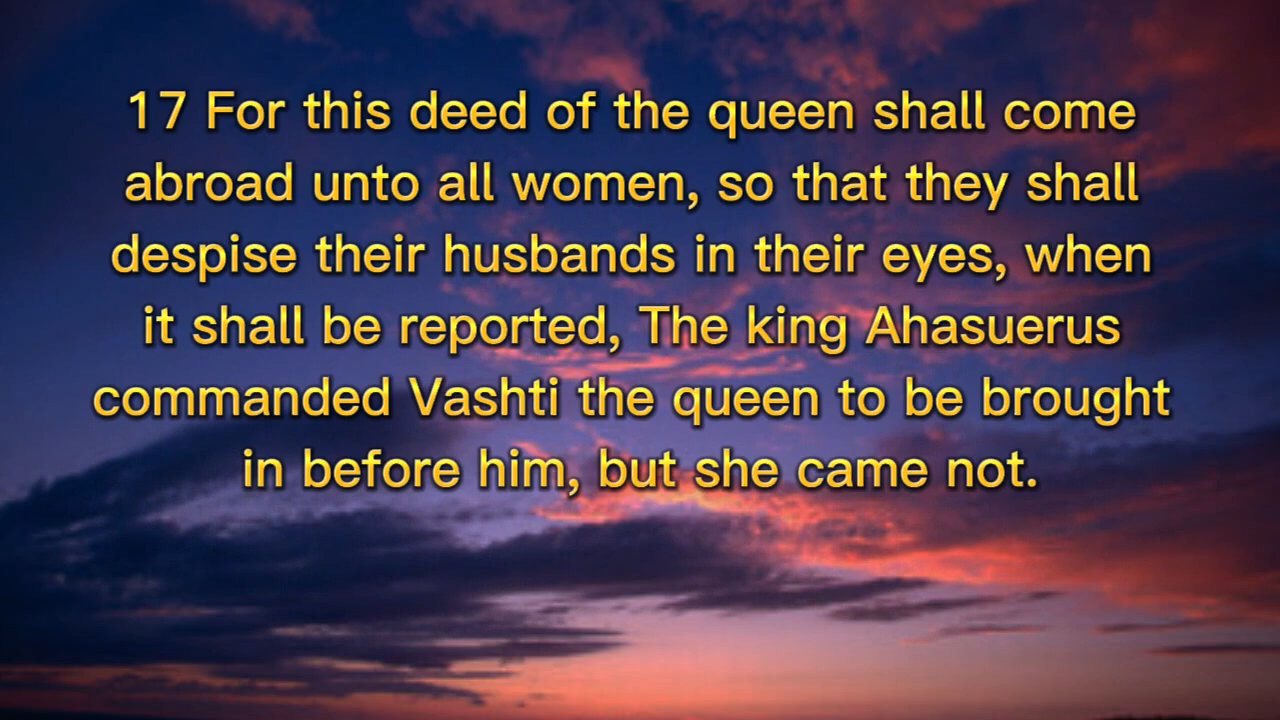 17 For this deed of the queen shall come
abroad unto all women, so that they shall
despise their husbands in their eyes, when
it shall be reported, The king Ahasuerus
commanded Vashti the queen to be brought
in before him, but she came not.